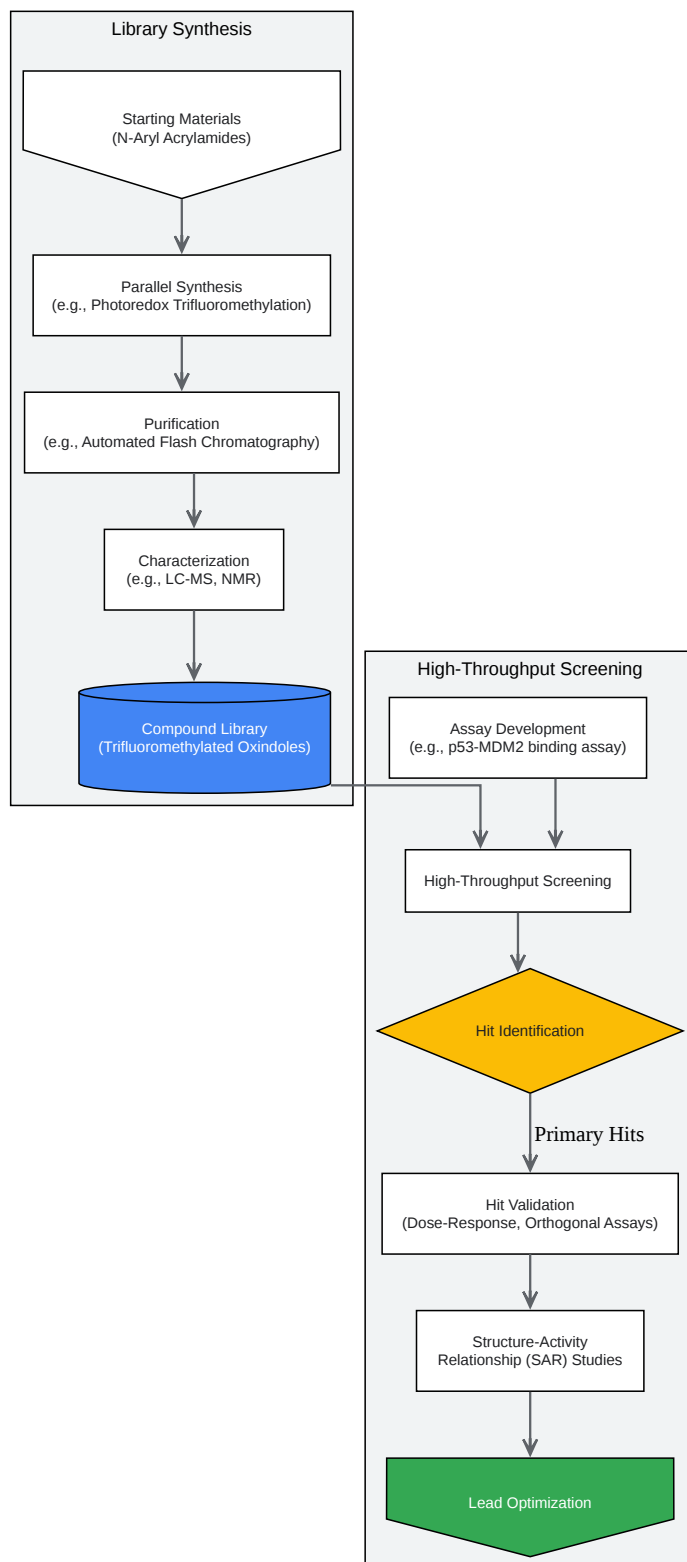 Library Synthesis
Starting Materials
(N-Aryl Acrylamides)
Parallel Synthesis
(e.g., Photoredox Trifluoromethylation)
Purification
(e.g., Automated Flash Chromatography)
Characterization
(e.g., LC-MS, NMR)
Compound Library
(Trifluoromethylated Oxindoles)
High-Throughput Screening
Assay Development
(e.g., p53-MDM2 binding assay)
High-Throughput Screening
Hit Identification
Primary Hits
Hit Validation
(Dose-Response, Orthogonal Assays)
Structure-Activity
Relationship (SAR) Studies
Lead Optimization